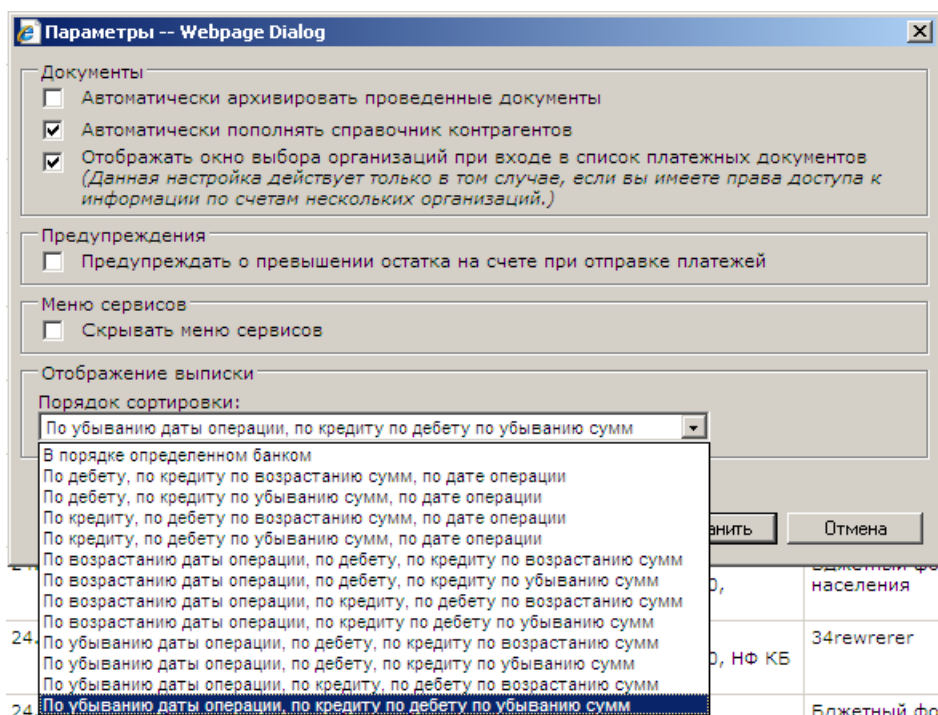 Параметры -- Webpage Dialog
Документы
Автоматически архивировать проведенные документы
Автоматически пополнять справочник контрагентов
Отображать окно выбора организаций при входе в список платежных документов
(Данная настройка действует только в том случае, если вы имеете права доступа к
информации по счетам нескольких организаций.)
Предупреждения
Предупреждать о превышении остатка на счете при отправке платежей
Меню сервисов
Скрывать меню сервисов
Отображение выписки
Порядок сортировки:
По убыванию даты операции, по кредиту по дебету по убыванию сумм
В порядке определенном банком
По дебету, по кредиту по возрастанию сумм, по дате операции
По дебету, по кредиту по убыванию сумм, по дате операции
По кредиту, по дебету по возрастанию сумм, по дате операции
По кредиту, по дебету по убыванию сумм, по дате операции
анить Отмена
По возрастанию даты операции, по дебету, по кредиту по возрастанию сумм
По возрастанию даты операции, по дебету, по кредиту по убыванию сумм
населения
По возрастанию даты операции, по кредиту, по дебету по возрастанию сумм
По возрастанию даты операции, по кредиту по дебету по убыванию сумм
24. По убыванию даты операции, по дебету, по кредиту по возрастанию сумм 34rewrerer
По убыванию даты операции, по дебету, по кредиту по убыванию сумм 0, НФ КБ
По убыванию даты операции, по кредиту, по дебету по возрастанию сумм
24 По убыванию даты операции, по кредиту по дебету по убыванию сумм Бджетный фо